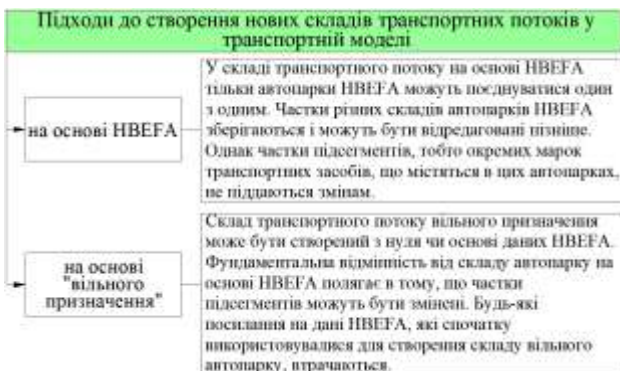 Підходи до створення нових складів транспортних потоків у
транспортній моделі
на основі HBEFA
У складі транспортного потоку на основі HBEFA
тільки автопарки HBEFA можуть поєднуватися один
з одним. Частки різних складів автопарків HBEFA
зберігаються і можуть бути відредаговані пізніше.
Однак частки підсегментів, тобто окремих марок
транспортних засобів, що містяться в цих автопарках,
не піддаються змінам.
на основі
"вільного
призначення"
Склад транспортного потоку вільного призначення
може бути створений з нуля чи основі даних HBEFA.
Фундаментальна відмінність від складу автопарку на
основі HBEFA полягає в тому, що частки
підсегментів можуть бути змінені. Будь-які
посилання на дані HBEFA, які спочатку
використовувалися для створення складу вільного
автопарку, втрачаються.